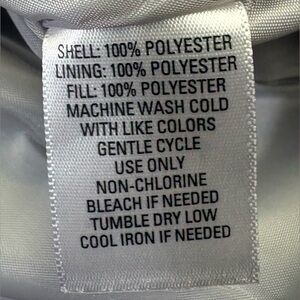 SHELL: 100% POLYESTER
LINING: 100% POLYESTER
FILL: 100% POLYESTER
MACHINE WASH COLD
WITH LIKE COLORS
GENTLE CYCLE
USE ONLY
NON-CHLORINE
BLEACH IF NEEDED
TUMBLE DRY LOW
COOL IRON IF NEEDED